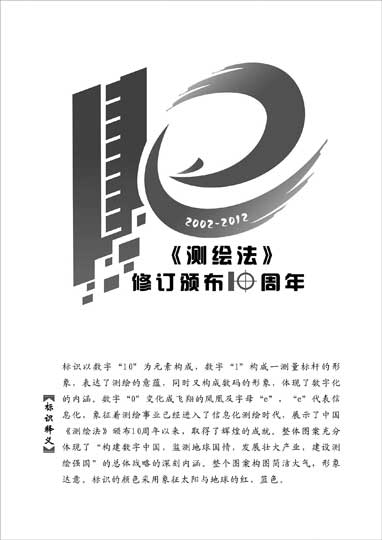 2002-2012
《测绘法》
修订颁布10周年
【标识释义】
标识以数字“10”为元素构成，数字“1”构成一测量标杆的形
象，表达了测绘的意蕴，同时又构成数码的形象，体现了数字化
的内涵。数字“0”变化成飞翔的凤凰及字母“e”，“e”代表信
息化，象征着测绘事业已经进入了信息化测绘时代，展示了中国
《测绘法》颁布10周年以来，取得了辉煌的成就。整体图案充分
体现了“构建数字中国，监测地球国情，发展壮大产业，建设测
绘强国”的总体战略的深刻内涵。整个图案构图简洁大气，形象
达意。标识的颜色采用象征太阳与地球的红，蓝色。